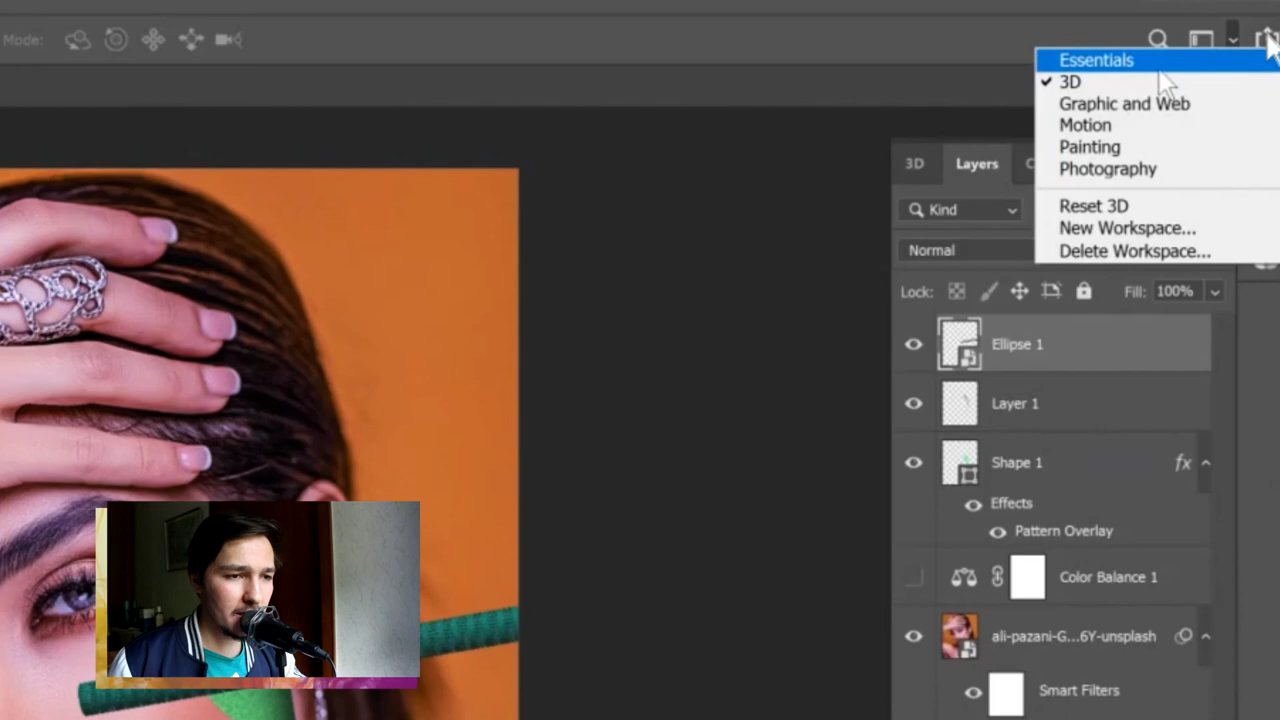 Mode:
Essentials
3D
Graphic and Web
Motion
Painting
Photography
Reset 3D
New Workspace...
Delete Workspace...
3D
Layers
C
Kind
Normal
Lock:
Fill: 100%
Ellipse 1
Layer 1
Shape 1
fx
Effects
Pattern Overlay
Color Balance 1
ali-pazani-G...6Y-unsplash
Smart Filters